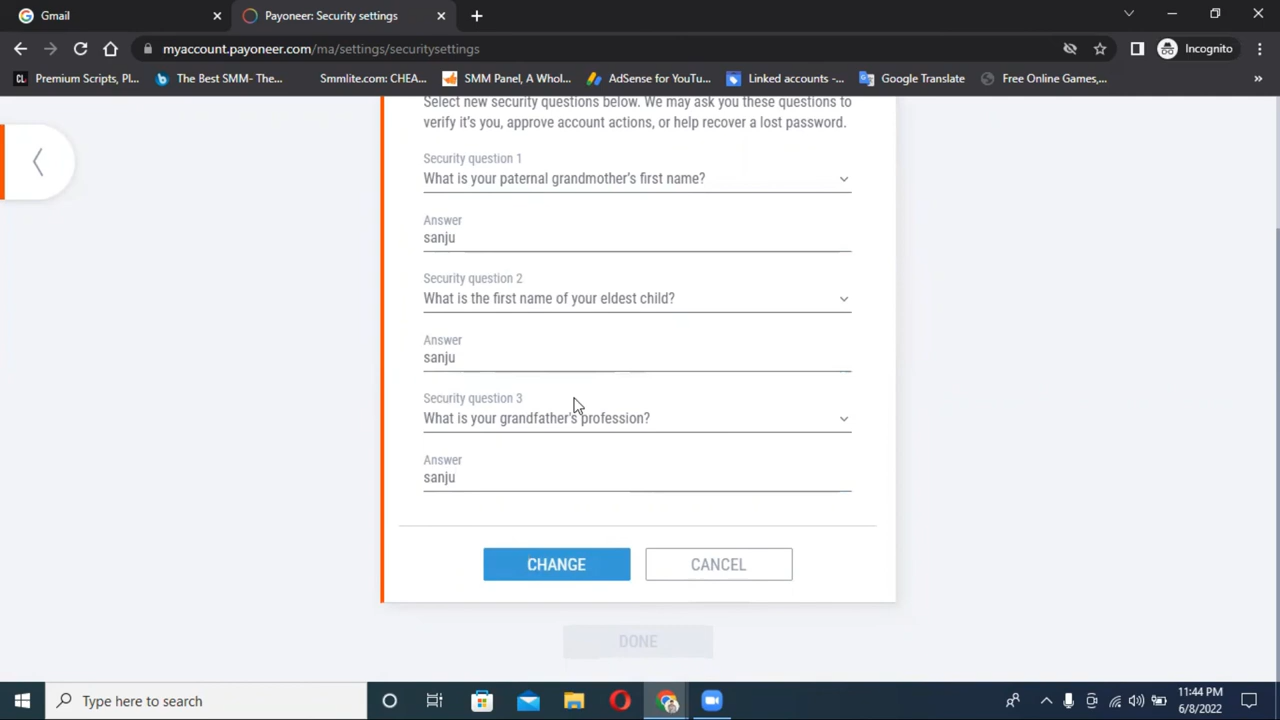 Gmail
Payoneer: Security settings
myaccount.payoneer.com/ma/settings/securitysettings
Incognito
CL Premium Scripts, Pl...
The Best SMM- The...
Smmlite.com: CHEA...
SMM Panel, A Whol...
AdSense for YouTu...
Linked accounts -...
Google Translate
Free Online Games,...
Select new security questions below. We may ask you these questions to
verify it's you, approve account actions, or help recover a lost password.
Security question 1
What is your paternal grandmother's first name?
Answer
sanju
Security question 2
What is the first name of your eldest child?
Answer
sanju
Security question 3
What is your grandfather's profession?
Answer
sanju
CHANGE
CANCEL
DONE
Type here to search
11:44 PM
6/8/2022